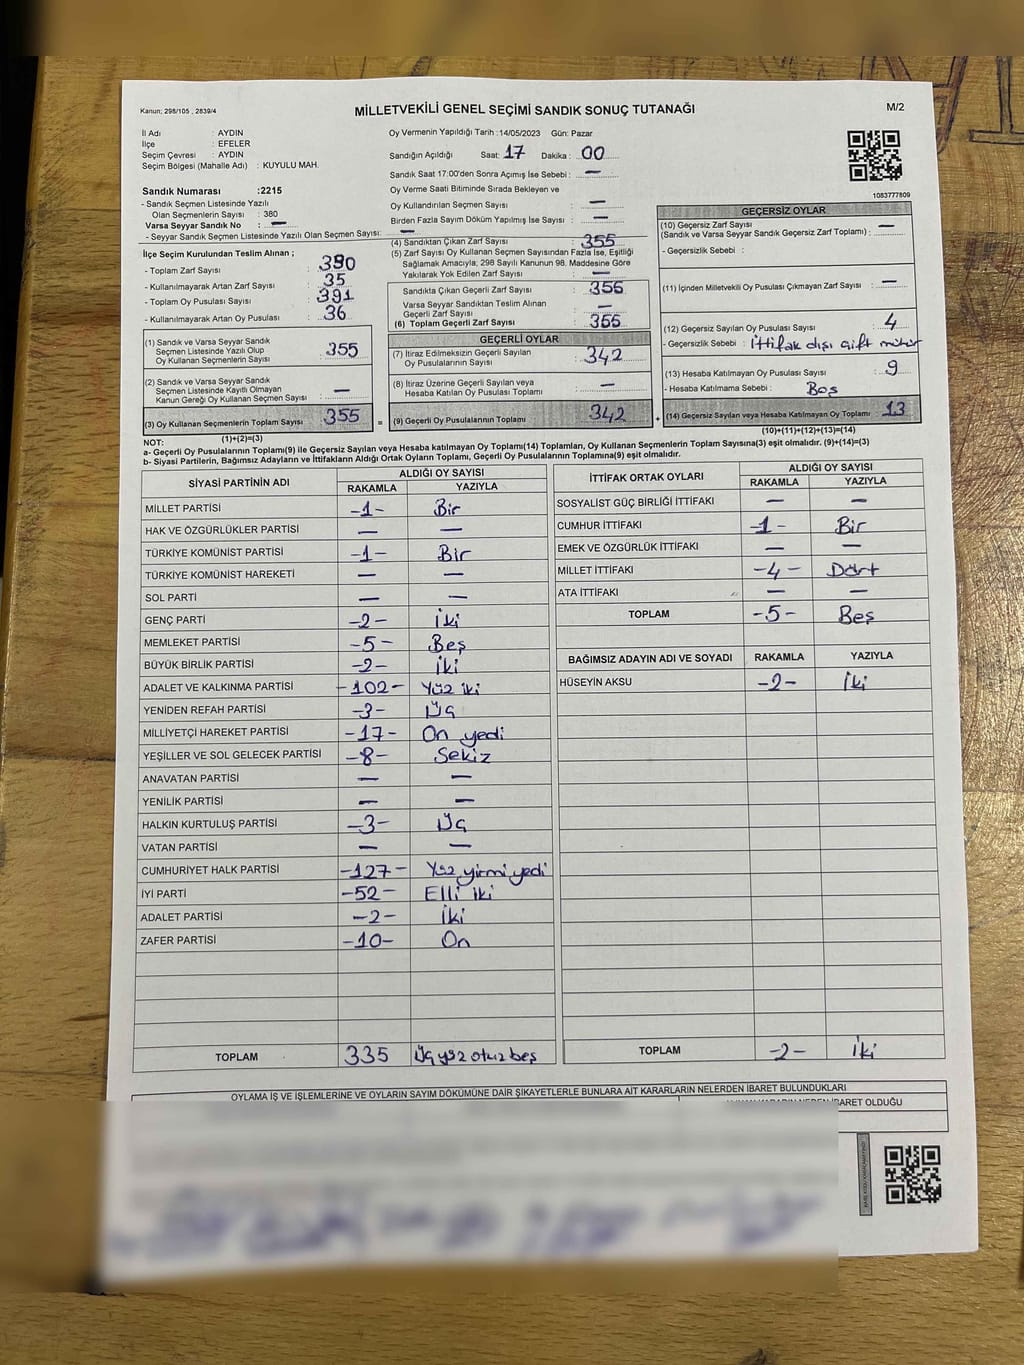 Kanun; 298/105 , 2839/4
MİLLETVEKİLİ GENEL SEÇİMİ SANDIK SONUÇ TUTANAĞI
M/2
İl Adı : AYDIN
İlçe : EFELER
Seçim Çevresi : AYDIN
Seçim Bölgesi (Mahalle Adı) : KUYULU MAH.
Sandık Numarası :2215
- Sandık Seçmen Listesinde Yazılı
Olan Seçmenlerin Sayısı : 380
Varsa Seyyar Sandık No : —
- Seyyar Sandık Seçmen Listesinde Yazılı Olan Seçmen Sayısı: —
İlçe Seçim Kurulundan Teslim Alınan ;
- Toplam Zarf Sayısı : 390
- Kullanılmayarak Artan Zarf Sayısı : 35
- Toplam Oy Pusulası Sayısı : 391
- Kullanılmayarak Artan Oy Pusulası : 36
(1) Sandık ve Varsa Seyyar Sandık
Seçmen Listesinde Yazılı Olup
Oy Kullanan Seçmenlerin Sayısı : 355
(2) Sandık ve Varsa Seyyar Sandık
Seçmen Listesinde Kayıtlı Olmayan
Kanun Gereği Oy Kullanan Seçmen Sayısı : —
(3) Oy Kullanan Seçmenlerin Toplam Sayısı : 355
(1)+(2)=(3)
Oy Vermenin Yapıldığı Tarih :14/05/2023 Gün: Pazar
Sandığın Açıldığı Saat: 17 Dakika : 00
Sandık Saat 17:00'den Sonra Açımış İse Sebebi : —
Oy Verme Saati Bitiminde Sırada Bekleyen ve
Oy Kullandırılan Seçmen Sayısı : —
Birden Fazla Sayım Döküm Yapılmış İse Sayısı : —
(4) Sandıktan Çıkan Zarf Sayısı : 355
(5) Zarf Sayısı Oy Kullanan Seçmen Sayısından Fazla İse, Eşitliği
Sağlamak Amacıyla, 298 Sayılı Kanunun 98. Maddesine Göre
Yakılarak Yok Edilen Zarf Sayısı : —
Sandıkta Çıkan Geçerli Zarf Sayısı : 355
Varsa Seyyar Sandıktan Teslim Alınan
Geçerli Zarf Sayısı : —
(6) Toplam Geçerli Zarf Sayısı : 355
GEÇERLİ OYLAR
(7) İtiraz Edilmeksizin Geçerli Sayılan
Oy Pusulalarının Sayısı : 342
(8) İtiraz Üzerine Geçerli Sayılan veya
Hesaba Katılan Oy Pusulası Toplamı : —
= (9) Geçerli Oy Pusulalarının Toplamı : 342
1083777809
GEÇERSİZ OYLAR
(10) Geçersiz Zarf Sayısı : —
(Sandık ve Varsa Seyyar Sandık Geçersiz Zarf Toplamı)
- Geçersizlik Sebebi :
(11) İçinden Milletvekili Oy Pusulası Çıkmayan Zarf Sayısı : —
(12) Geçersiz Sayılan Oy Pusulası Sayısı : 4
- Geçersizlik Sebebi : İttifak dışı çift mühür
(13) Hesaba Katılmayan Oy Pusulası Sayısı : 9
- Hesaba Katılmama Sebebi : Boş
+ (14) Geçersiz Sayılan veya Hesaba Katılmayan Oy Toplamı : 13
(10)+(11)+(12)+(13)=(14)
NOT:
a- Geçerli Oy Pusulasının Toplamı(9) ile Geçersiz Sayılan veya Hesaba katılmayan Oy Toplamı(14) Toplamları, Oy Kullanan Seçmenlerin Toplam Sayısına(3) eşit olmalıdır. (9)+(14)=(3)
b- Siyasi Partilerin, Bağımsız Adayların ve İttifakların Aldığı Ortak Oyların Toplamı, Geçerli Oy Pusulalarının Toplamına(9) eşit olmalıdır.
SİYASİ PARTİNİN ADI ALDIĞI OY SAYISI
RAKAMLA YAZIYLA
MİLLET PARTİSİ -1- Bir
HAK VE ÖZGÜRLÜKLER PARTİSİ — —
TÜRKİYE KOMÜNİST PARTİSİ -1- Bir
TÜRKİYE KOMÜNİST HAREKETİ — —
SOL PARTİ — —
GENÇ PARTİ -2- İki
MEMLEKET PARTİSİ -5- Beş
BÜYÜK BİRLİK PARTİSİ -2- İki
ADALET VE KALKINMA PARTİSİ -102- Yüz iki
YENİDEN REFAH PARTİSİ -3- Üç
MİLLİYETÇİ HAREKET PARTİSİ -17- On yedi
YEŞİLLER VE SOL GELECEK PARTİSİ -8- Sekiz
ANAVATAN PARTİSİ — —
YENİLİK PARTİSİ — —
HALKIN KURTULUŞ PARTİSİ -3- Üç
VATAN PARTİSİ — —
CUMHURİYET HALK PARTİSİ -127- Yüz yirmi yedi
İYİ PARTİ -52- Elli iki
ADALET PARTİSİ -2- İki
ZAFER PARTİSİ -10- On
TOPLAM 335 Üç yüz otuz beş
İTTİFAK ORTAK OYLARI ALDIĞI OY SAYISI
RAKAMLA YAZIYLA
SOSYALİST GÜÇ BİRLİĞİ İTTİFAKI — —
CUMHUR İTTİFAKI -1- Bir
EMEK VE ÖZGÜRLÜK İTTİFAKI — —
MİLLET İTTİFAKI -4- Dört
ATA İTTİFAKI — —
TOPLAM -5- Beş
BAĞIMSIZ ADAYIN ADI VE SOYADI RAKAMLA YAZIYLA
HÜSEYİN AKSU -2- İki
TOPLAM -2- İki
OYLAMA İŞ VE İŞLEMLERİNE VE OYLARIN SAYIM DÖKÜMÜNE DAİR ŞİKAYETLERLE BUNLARA AİT KARARLARIN NELERDEN İBARET BULUNDUKLARI
İBARET OLDUĞU